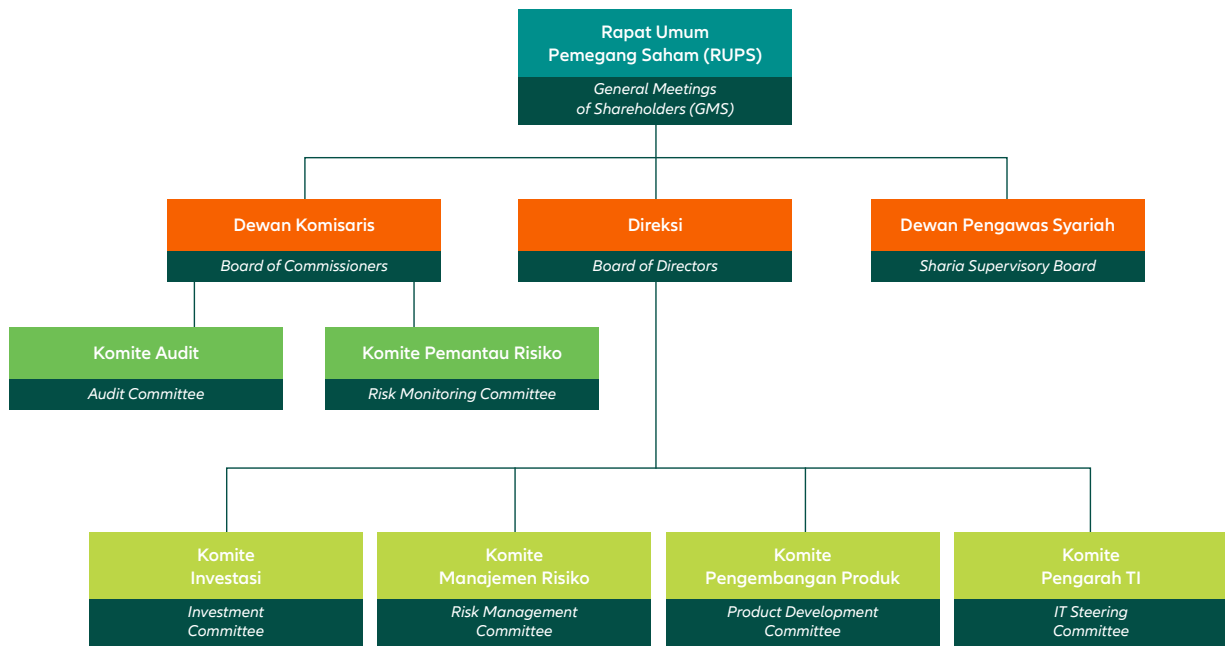 Rapat Umum
Pemegang Saham (RUPS)
General Meetings
of Shareholders (GMS)
Dewan Komisaris
Board of Commissioners
Direksi
Board of Directors
Dewan Pengawas Syariah
Sharia Supervisory Board
Komite Audit
Audit Committee
Komite Pemantau Risiko
Risk Monitoring Committee
Komite
Investasi
Investment
Committee
Komite
Manajemen Risiko
Risk Management
Committee
Komite
Pengembangan Produk
Product Development
Committee
Komite
Pengarah TI
IT Steering
Committee